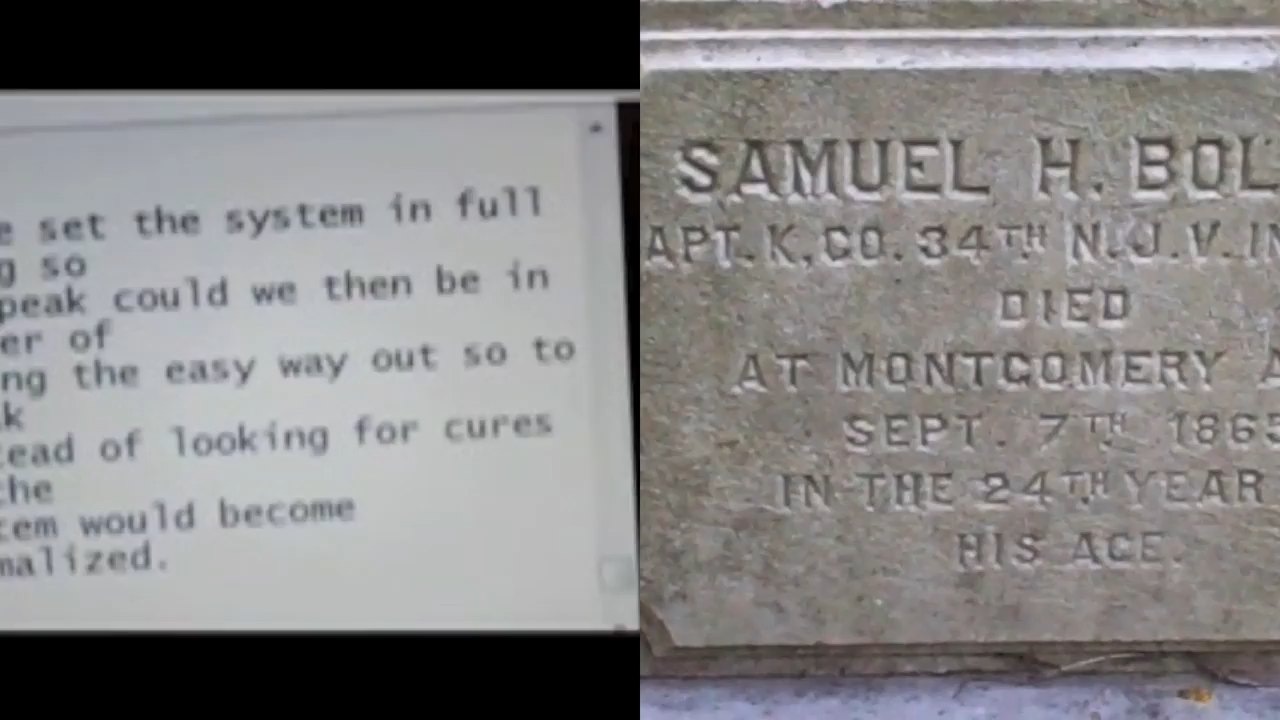 e set the system in full
g so
peak could we then be in
er of
ng the easy way out so to
k
ead of looking for cures
he
tem would become
malized.
SAMUEL H. BOL
APT. K, CO. 34TH N.J.V. IN
DIED
AT MONTGOMERY A
SEPT. 7TH 1865
IN THE 24TH YEAR
HIS AGE.